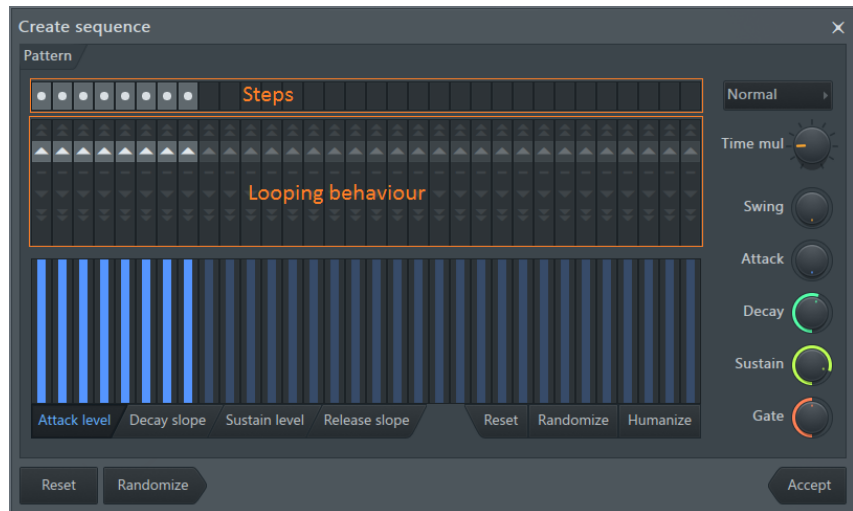 Create sequence
Pattern
Steps
Normal
Time mul
Looping behaviour
Swing
Attack
Decay
Sustain
Gate
Attack level Decay slope Sustain level Release slope Reset Randomize Humanize
Reset Randomize Accept